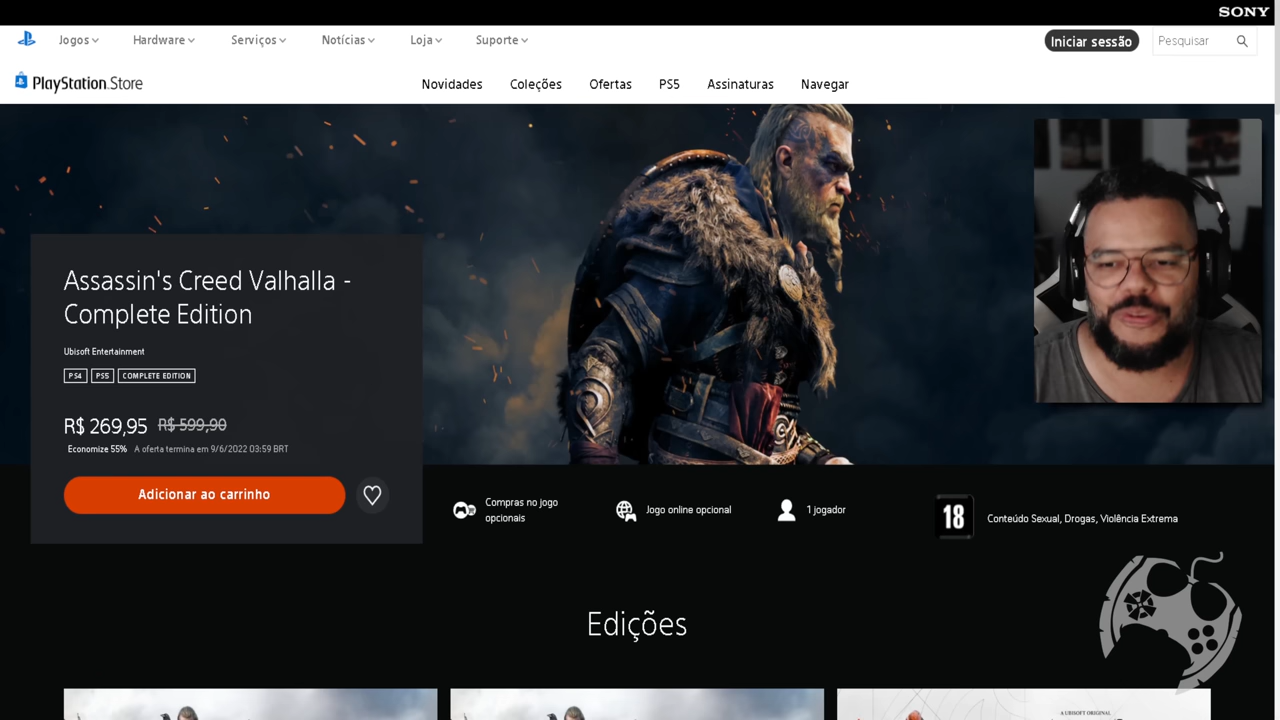 SONY
Jogos
Hardware
Serviços
Notícias
Loja
Suporte
Iniciar sessão
Pesquisar
PlayStation.Store
Novidades
Coleções
Ofertas
PS5
Assinaturas
Navegar
Assassin's Creed Valhalla -
Complete Edition
Ubisoft Entertainment
PS4
PS5
COMPLETE EDITION
R$ 269,95 R$ 599,90
Economize 55% A oferta termina em 9/6/2022 03:59 BRT
Adicionar ao carrinho
Compras no jogo
opcionais
Jogo online opcional
1 jogador
18
Conteúdo Sexual, Drogas, Violência Extrema
Edições
A UBISOFT ORIGINAL